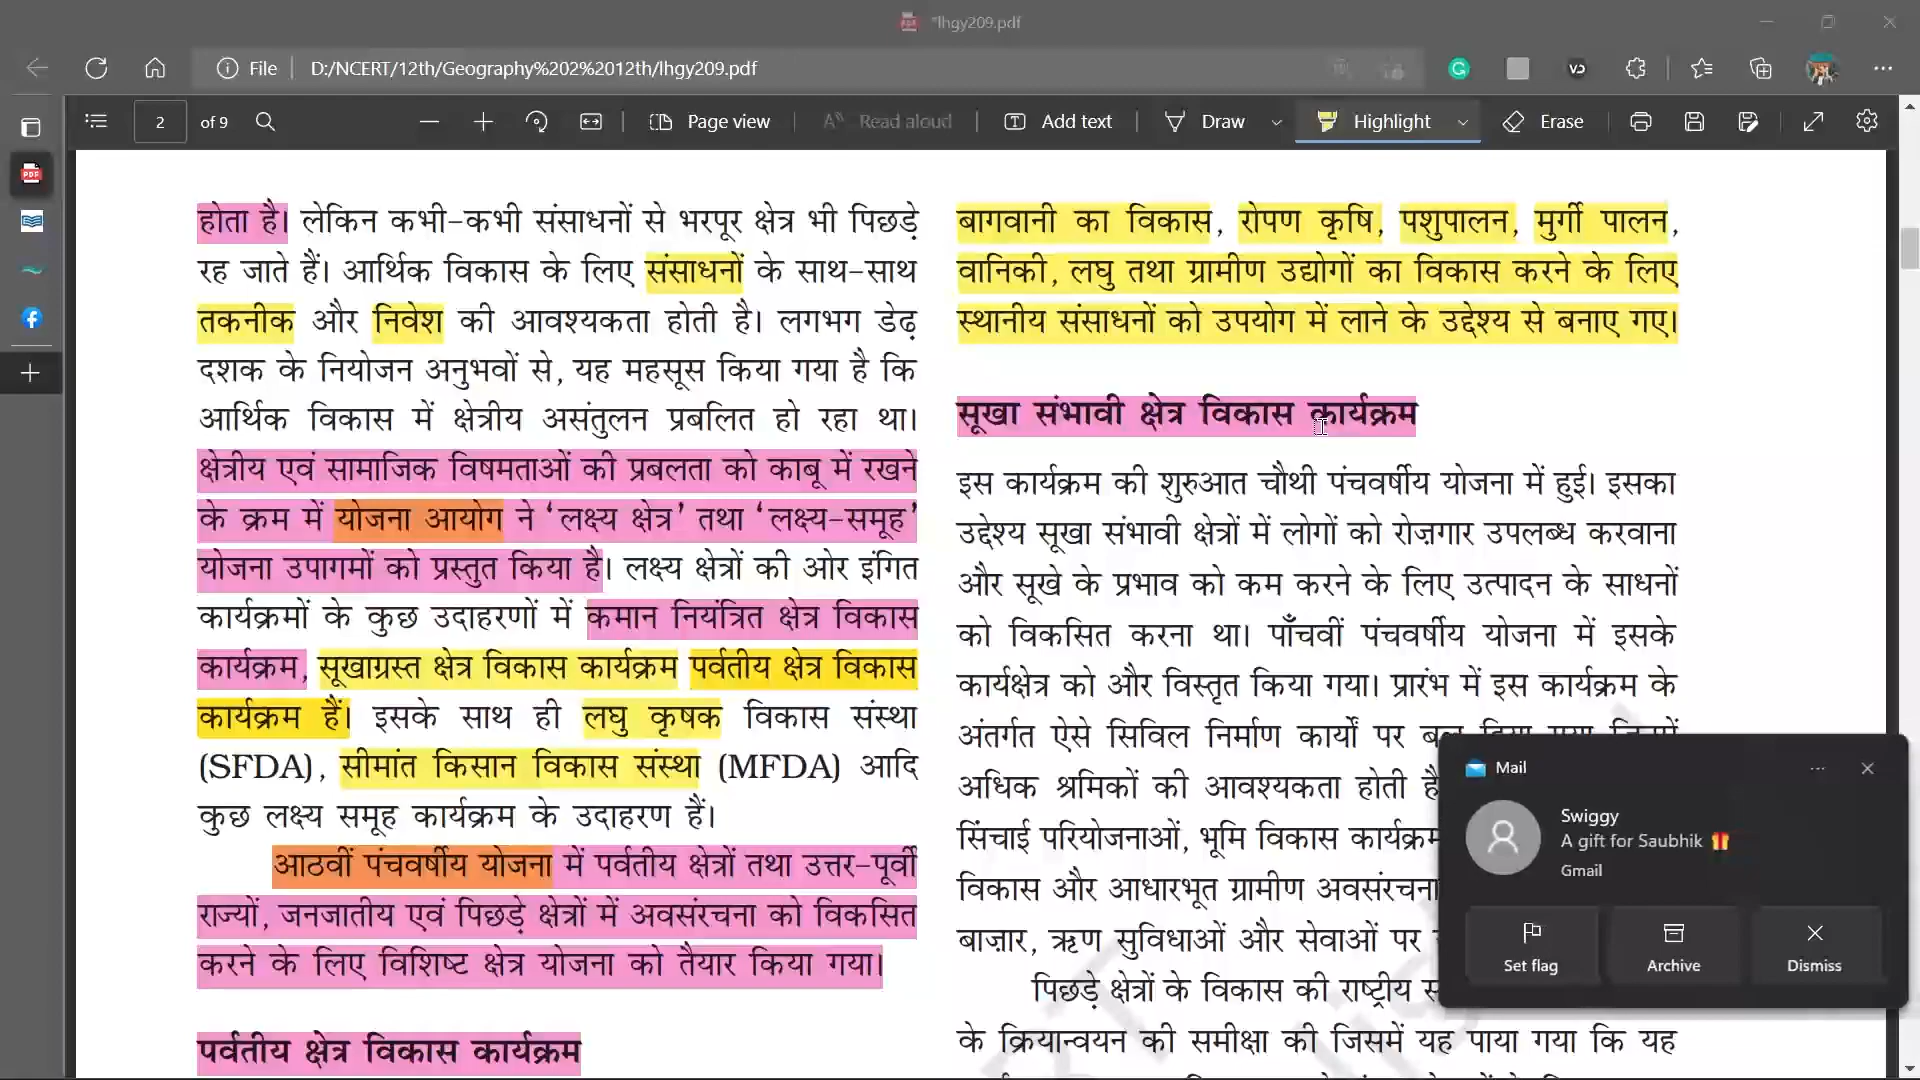 *lhgy209.pdf
File D:/NCERT/12th/Geography%202%2012th/lhgy209.pdf
2 of 9 Page view Read aloud Add text Draw Highlight Erase
होता है। लेकिन कभी-कभी संसाधनों से भरपूर क्षेत्र भी पिछड़े
रह जाते हैं। आर्थिक विकास के लिए संसाधनों के साथ-साथ
तकनीक और निवेश की आवश्यकता होती है। लगभग डेढ़
दशक के नियोजन अनुभवों से, यह महसूस किया गया है कि
आर्थिक विकास में क्षेत्रीय असंतुलन प्रबलित हो रहा था।
क्षेत्रीय एवं सामाजिक विषमताओं की प्रबलता को काबू में रखने
के क्रम में योजना आयोग ने ‘लक्ष्य क्षेत्र’ तथा ‘लक्ष्य-समूह’
योजना उपागमों को प्रस्तुत किया है। लक्ष्य क्षेत्रों की ओर इंगित
कार्यक्रमों के कुछ उदाहरणों में कमान नियंत्रित क्षेत्र विकास
कार्यक्रम, सूखाग्रस्त क्षेत्र विकास कार्यक्रम पर्वतीय क्षेत्र विकास
कार्यक्रम हैं। इसके साथ ही लघु कृषक विकास संस्था
(SFDA), सीमांत किसान विकास संस्था (MFDA) आदि
कुछ लक्ष्य समूह कार्यक्रम के उदाहरण हैं।
आठवीं पंचवर्षीय योजना में पर्वतीय क्षेत्रों तथा उत्तर-पूर्वी
राज्यों, जनजातीय एवं पिछड़े क्षेत्रों में अवसंरचना को विकसित
करने के लिए विशिष्ट क्षेत्र योजना को तैयार किया गया।
पर्वतीय क्षेत्र विकास कार्यक्रम
बागवानी का विकास, रोपण कृषि, पशुपालन, मुर्गी पालन,
वानिकी, लघु तथा ग्रामीण उद्योगों का विकास करने के लिए
स्थानीय संसाधनों को उपयोग में लाने के उद्देश्य से बनाए गए।
सूखा संभावी क्षेत्र विकास कार्यक्रम
इस कार्यक्रम की शुरुआत चौथी पंचवर्षीय योजना में हुई। इसका
उद्देश्य सूखा संभावी क्षेत्रों में लोगों को रोज़गार उपलब्ध करवाना
और सूखे के प्रभाव को कम करने के लिए उत्पादन के साधनों
को विकसित करना था। पाँचवीं पंचवर्षीय योजना में इसके
कार्यक्षेत्र को और विस्तृत किया गया। प्रारंभ में इस कार्यक्रम के
अंतर्गत ऐसे सिविल निर्माण कार्यों पर
अधिक श्रमिकों की आवश्यकता होती
सिंचाई परियोजनाओं, भूमि विकास कार्यक्रम
विकास और आधारभूत ग्रामीण अवसंरचना
बाज़ार, ऋण सुविधाओं और सेवाओं पर
पिछड़े क्षेत्रों के विकास की राष्ट्रीय
के क्रियान्वयन की समीक्षा की जिसमें यह पाया गया कि यह
Mail
Swiggy
A gift for Saubhik
Gmail
Set flag Archive Dismiss